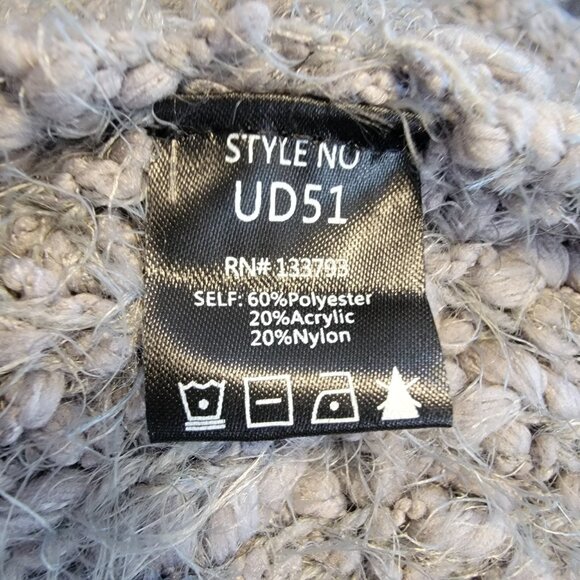 STYLE NO
UD51
RN# 133793
SELF: 60%Polyester
20%Acrylic
20%Nylon